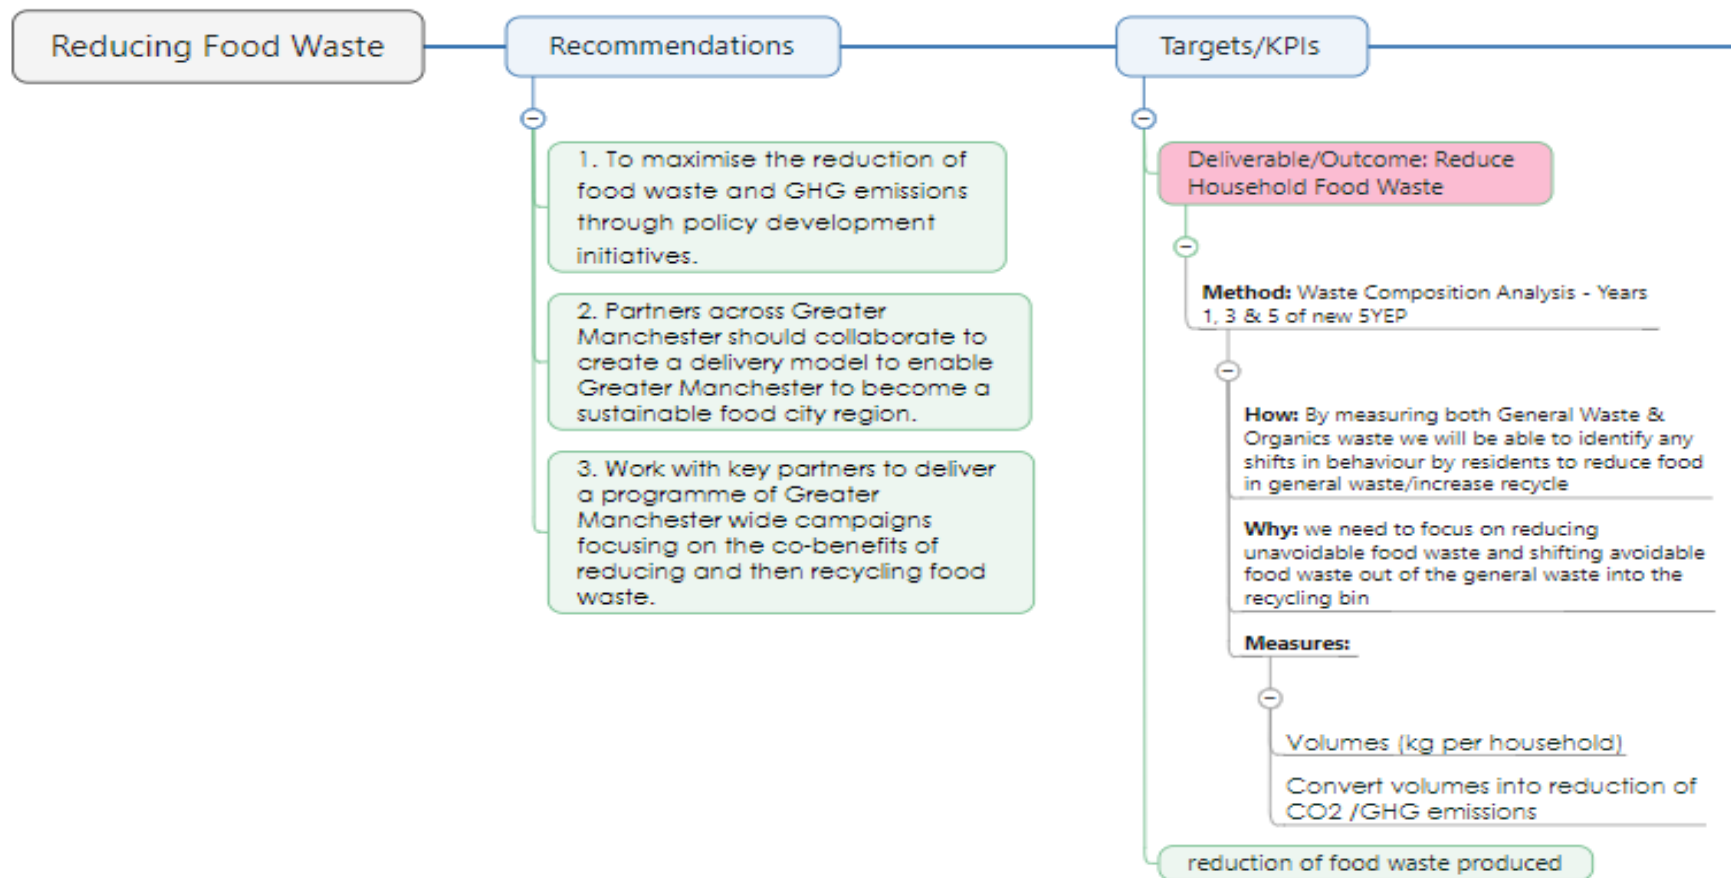 Reducing Food Waste
Recommendations
1. To maximise the reduction of
food waste and GHG emissions
through policy development
initiatives.
2. Partners across Greater
Manchester should collaborate to
create a delivery model to enable
Greater Manchester to become a
sustainable food city region.
3. Work with key partners to deliver
a programme of Greater
Manchester wide campaigns
focusing on the co-benefits of
reducing and then recycling food
waste.
Targets/KPIs
Deliverable/Outcome: Reduce
Household Food Waste
Method: Waste Composition Analysis - Years
1, 3 & 5 of new 5YEP
How: By measuring both General Waste &
Organics waste we will be able to identify any
shifts in behaviour by residents to reduce food
in general waste/increase recycle
Why: we need to focus on reducing
unavoidable food waste and shifting avoidable
food waste out of the general waste into the
recycling bin
Measures:
Volumes (kg per household)
Convert volumes into reduction of
CO2 /GHG emissions
reduction of food waste produced